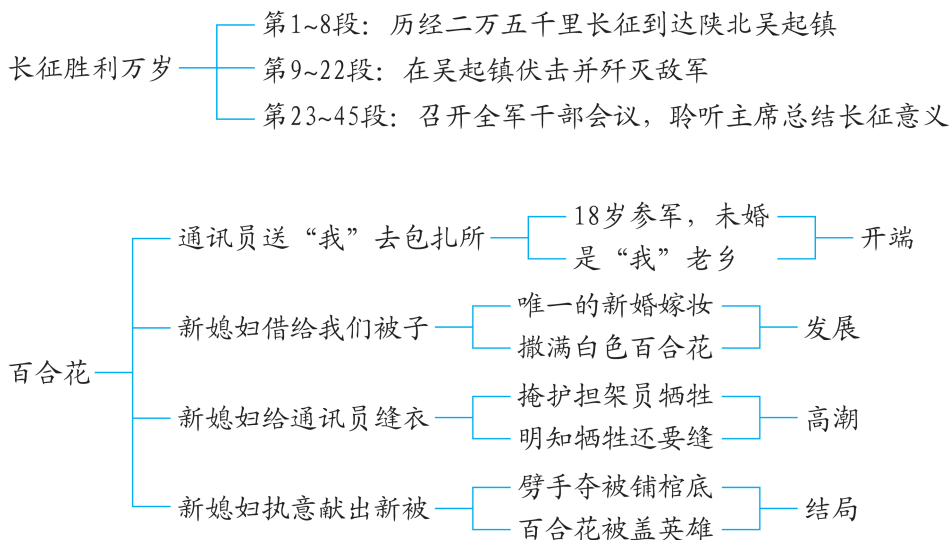 长征胜利万岁
第1~8段：历经二万五千里长征到达陕北吴起镇
第9~22段：在吴起镇伏击并歼灭敌军
第23~45段：召开全军干部会议，聆听主席总结长征意义
百合花
通讯员送“我”去包扎所
18岁参军，未婚
是“我”老乡
开端
新媳妇借给我们被子
唯一的新婚嫁妆
撒满白色百合花
发展
新媳妇给通讯员缝衣
掩护担架员牺牲
明知牺牲还要缝
高潮
新媳妇执意献出新被
劈手夺被铺棺底
百合花被盖英雄
结局